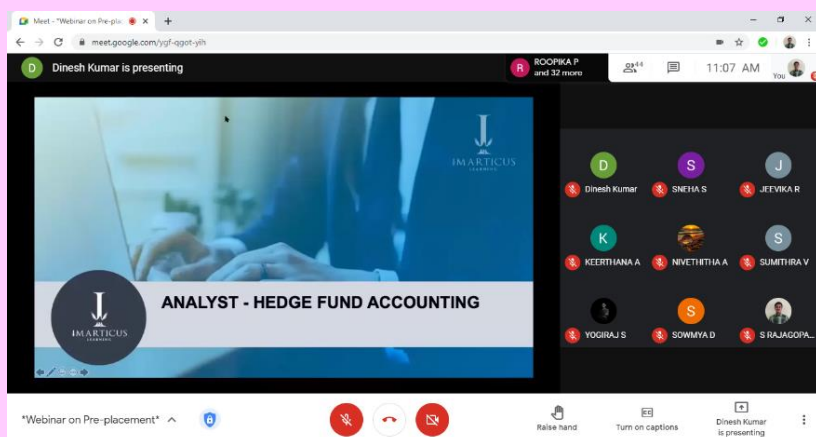 Meet - "Webinar on Pre-plac
meet.google.com/ygf-qgot-yih
D
Dinesh Kumar is presenting
R
ROOPIKA P
and 32 more
44
11:07 AM
You
IMARTICUS
LEARNING
ANALYST - HEDGE FUND ACCOUNTING
IMARTICUS
LEARNING
D
S
J
Dinesh Kumar
SNEHA S
JEEVIKA R
K
S
KEERTHANA A
NIVETHITHA A
SUMITHRA V
S
YOGIRAJ S
SOWMYA D
S RAJAGOPA...
*Webinar on Pre-placement*
Raise hand
CC
Turn on captions
Dinesh Kumar
is presenting